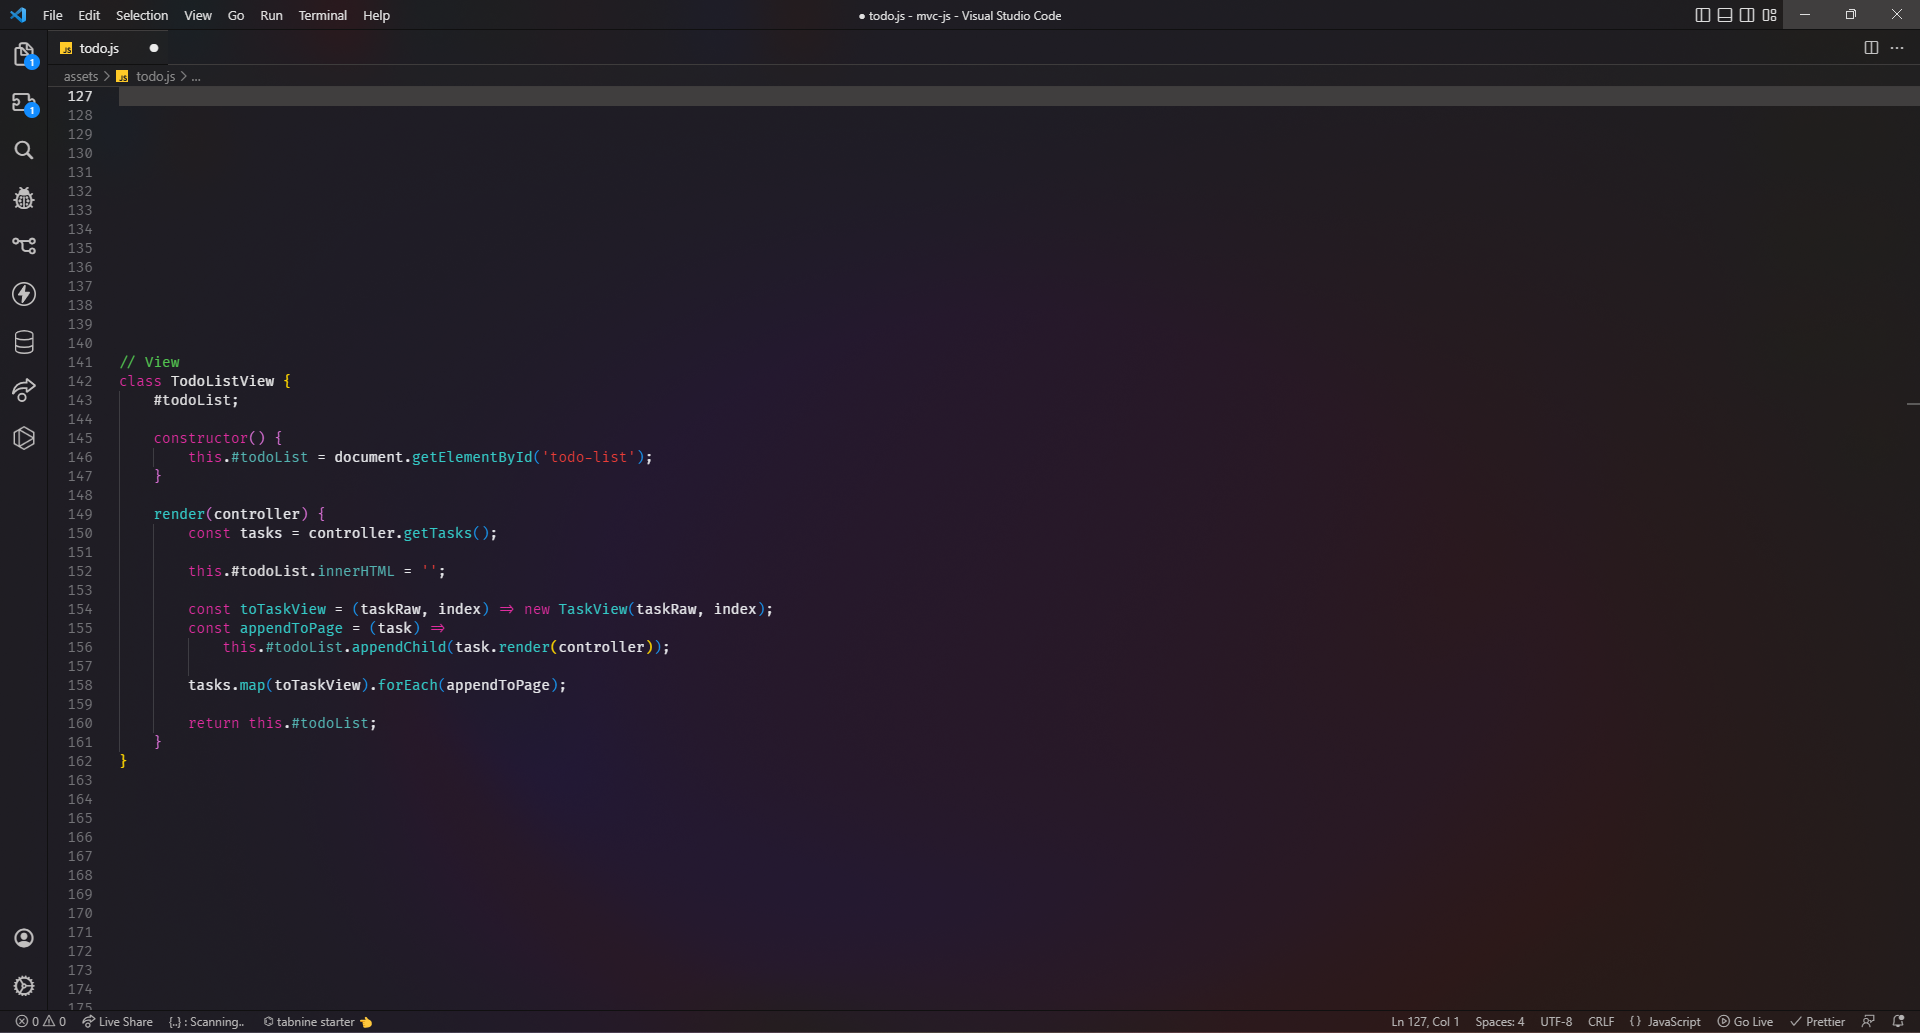 File Edit Selection View Go Run Terminal Help
● todo.js - mvc-js - Visual Studio Code
JS todo.js ●
assets > JS todo.js > ...
1
1
127
128
129
130
131
132
133
134
135
136
137
138
139
140
141 // View
142 class TodoListView {
143 #todoList;
144
145 constructor() {
146 this.#todoList = document.getElementById('todo-list');
147 }
148
149 render(controller) {
150 const tasks = controller.getTasks();
151
152 this.#todoList.innerHTML = '';
153
154 const toTaskView = (taskRaw, index) => new TaskView(taskRaw, index);
155 const appendToPage = (task) =>
156 this.#todoList.appendChild(task.render(controller));
157
158 tasks.map(toTaskView).forEach(appendToPage);
159
160 return this.#todoList;
161 }
162 }
163
164
165
166
167
168
169
170
171
172
173
174
175
0 0 Live Share {..} : Scanning.. tabnine starter 👈 Ln 127, Col 1 Spaces: 4 UTF-8 CRLF {} JavaScript Go Live ✓ Prettier